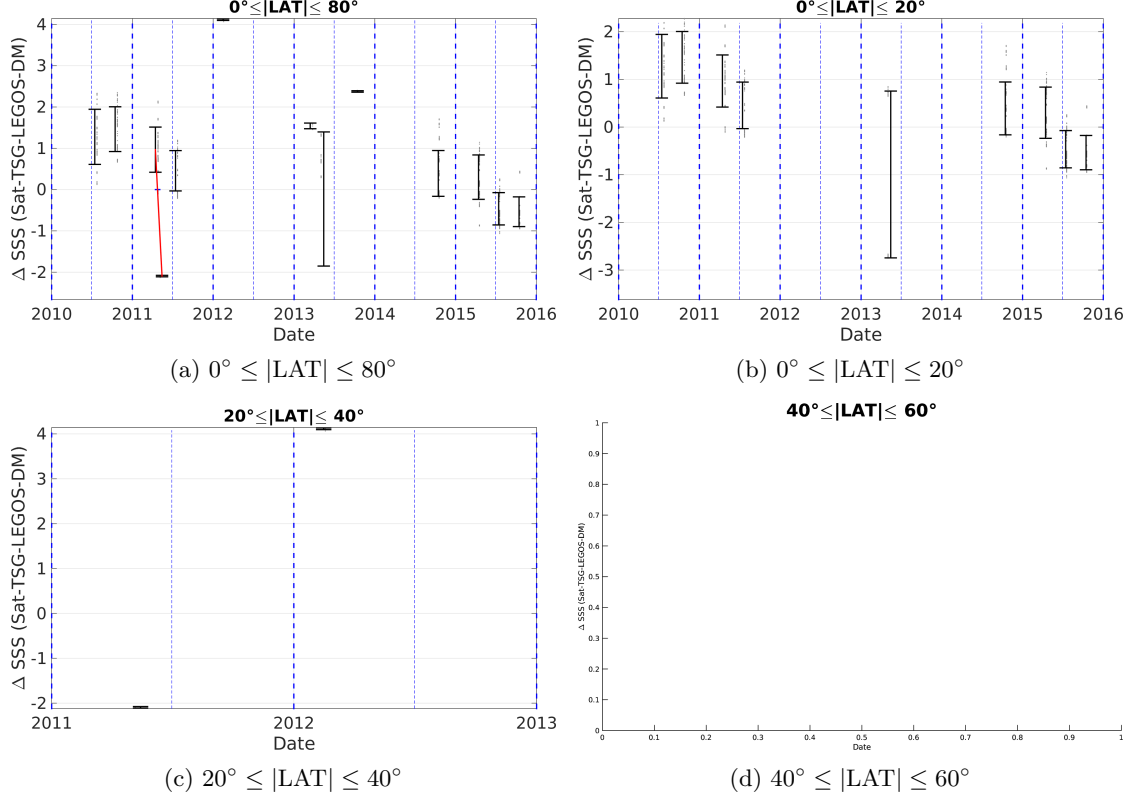 0°≤|LAT|≤ 80°
4
3
2
1
0
-1
-2
Δ SSS (Sat-TSG-LEGOS-DM)
2010 2011 2012 2013 2014 2015 2016
Date
(a) 0° ≤ |LAT| ≤ 80°
0°≤|LAT|≤ 20°
2
1
0
-1
-2
-3
Δ SSS (Sat-TSG-LEGOS-DM)
2010 2011 2012 2013 2014 2015 2016
Date
(b) 0° ≤ |LAT| ≤ 20°
20°≤|LAT|≤ 40°
4
3
2
1
0
-1
-2
Δ SSS (Sat-TSG-LEGOS-DM)
2011 2012 2013
Date
(c) 20° ≤ |LAT| ≤ 40°
40°≤|LAT|≤ 60°
1
0.9
0.8
0.7
0.6
0.5
0.4
0.3
0.2
0.1
0
Δ SSS (Sat-TSG-LEGOS-DM)
0 0.1 0.2 0.3 0.4 0.5 0.6 0.7 0.8 0.9 1
Date
(d) 40° ≤ |LAT| ≤ 60°